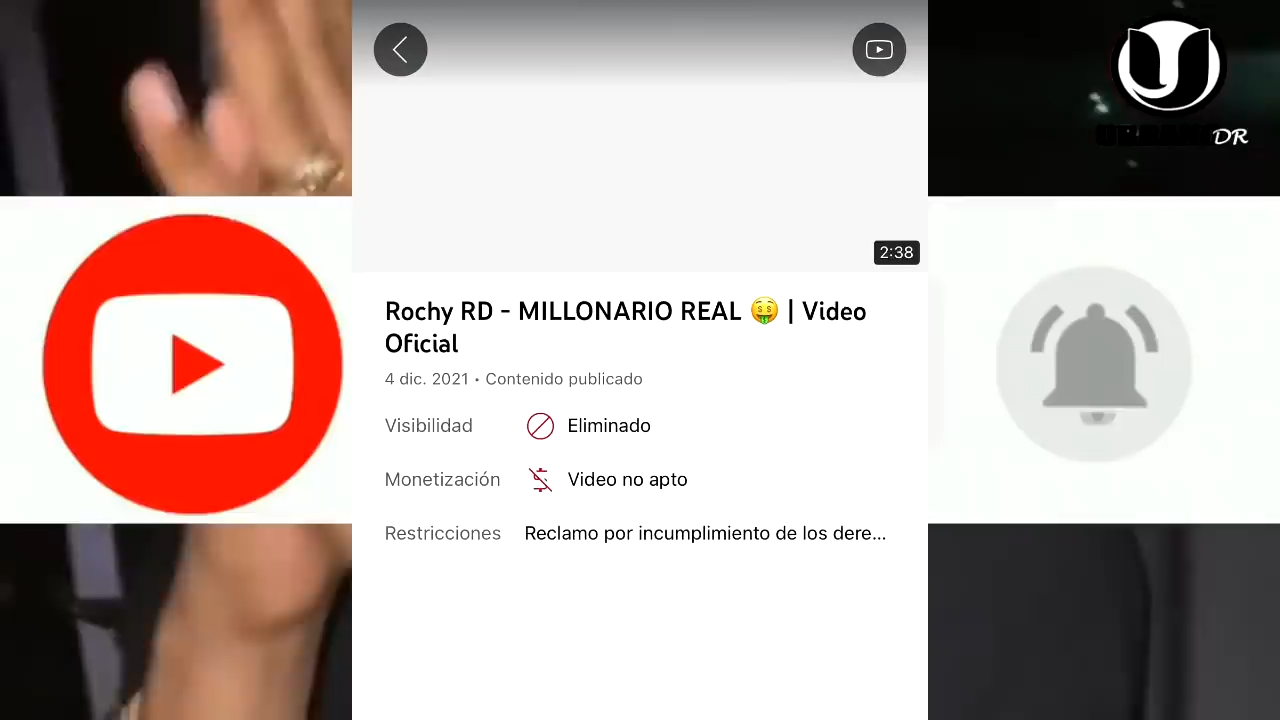 DR
2:38
Rochy RD - MILLONARIO REAL 🤑 | Video
Oficial
4 dic. 2021 • Contenido publicado
Visibilidad Eliminado
Monetización Video no apto
Restricciones Reclamo por incumplimiento de los dere...